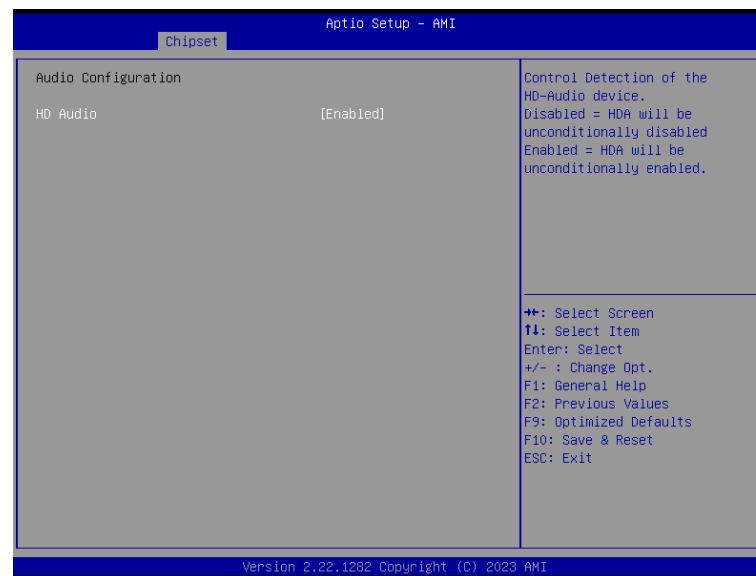 Aptio Setup – AMI
Chipset
Audio Configuration
HD Audio [Enabled]
Control Detection of the
HD-Audio device.
Disabled = HDA will be
unconditionally disabled
Enabled = HDA will be
unconditionally enabled.
→←: Select Screen
↑↓: Select Item
Enter: Select
+/- : Change Opt.
F1: General Help
F2: Previous Values
F9: Optimized Defaults
F10: Save & Reset
ESC: Exit
Version 2.22.1282 Copyright (C) 2023 AMI